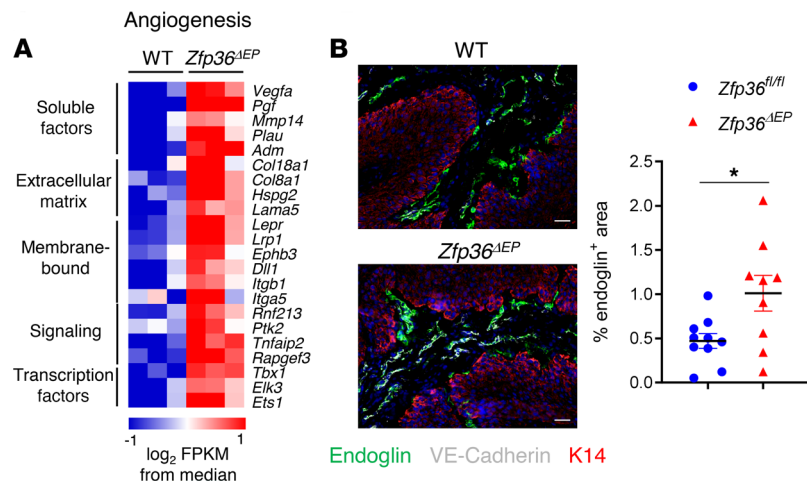 Angiogenesis
A
WT
Zfp36ΔEP
Soluble
factors
Extracellular
matrix
Membrane-
bound
Signaling
Transcription
factors
Vegfa
Pgf
Mmp14
Plau
Adm
Col18a1
Col8a1
Hspg2
Lama5
Lepr
Lrp1
Ephb3
Dll1
Itgb1
Itga5
Rnf213
Ptk2
Tnfaip2
Rapgef3
Tbx1
Elk3
Ets1
-1
1
log2 FPKM
from median
B
WT
Zfp36ΔEP
Endoglin VE-Cadherin K14
Zfp36fl/fl
Zfp36ΔEP
% endoglin+ area
2.5
2.0
1.5
1.0
0.5
0.0
*